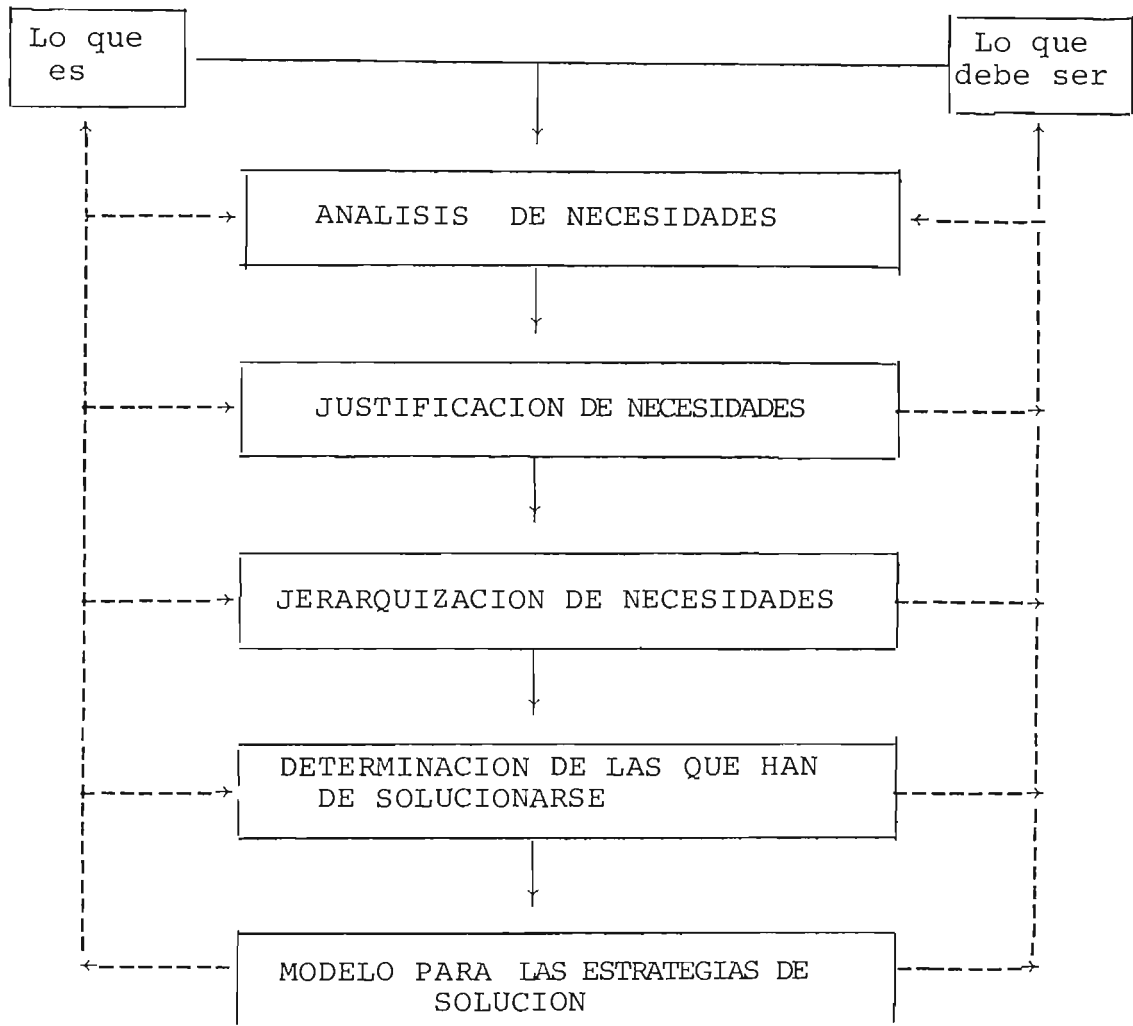 Lo que
es
Lo que
debe ser
ANALISIS DE NECESIDADES
JUSTIFICACION DE NECESIDADES
JERARQUIZACION DE NECESIDADES
DETERMINACION DE LAS QUE HAN
DE SOLUCIONARSE
MODELO PARA LAS ESTRATEGIAS DE
SOLUCION